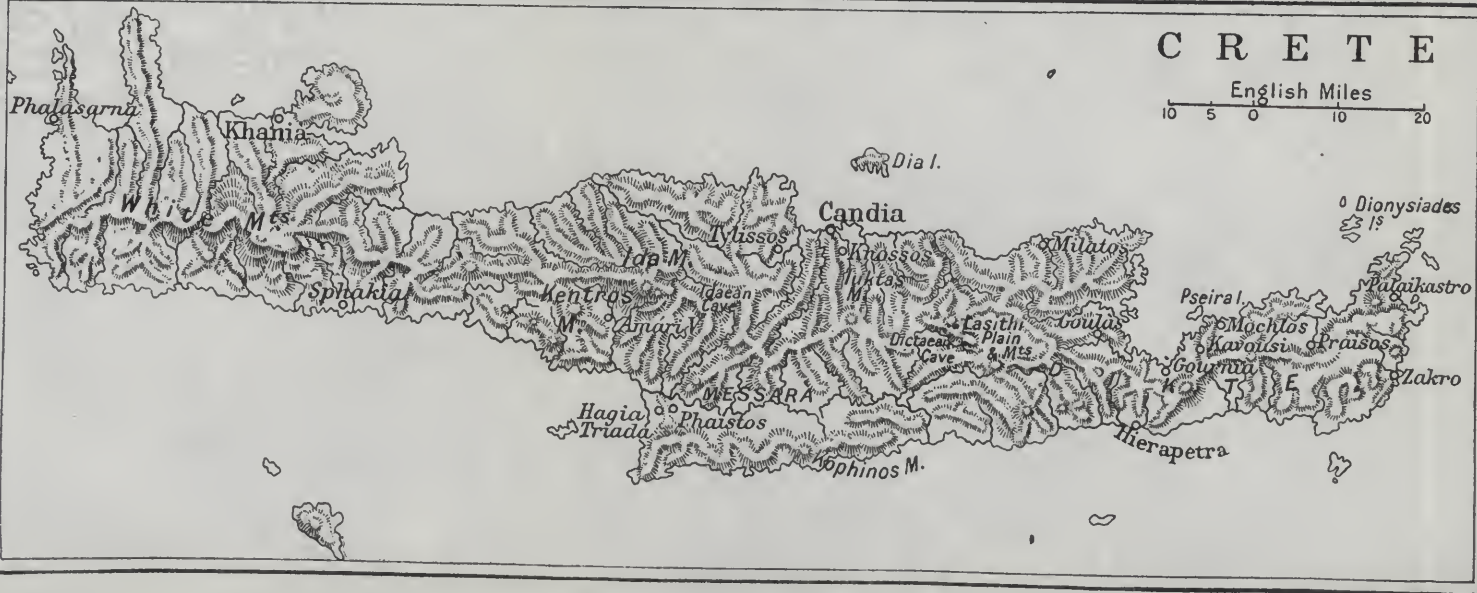 CRETE
English Miles
10 5 0 10 20
Phalasarna
Khania
White Mts.
Sphakia
Dia I.
Candia
Tylissos
Knossos
Ida M.
Iuktas
Mt.
Idaean
Cave
Kentros
M.
Amari V.
Milato
Dionysiades
Is.
Lasithi
Plain
& Mts.
Dictaean
Cave
Goulas
Pseira I.
Mochlos
Kavousi
Gournia
Praisos
Palaikastro
Zakro
D I K T E
MESSARA
Hagia
Triada
Phaistos
Kophinos M.
Hierapetra